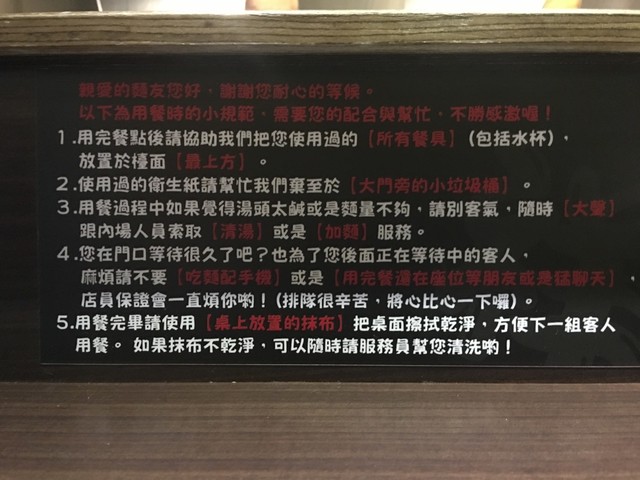 親愛的麵友您好，謝謝您耐心的等候。
以下為用餐時的小規範，需要您的配合與幫忙，不勝感激喔！
1.用完餐點後請協助我們把您使用過的【所有餐具】(包括水杯)，
放置於檯面【最上方】。
2.使用過的衛生紙請幫忙我們棄至於【大門旁的小垃圾桶】。
3.用餐過程中如果覺得湯頭太鹹或是麵量不夠，請別客氣，隨時【大聲】
跟內場人員索取【清湯】或是【加麵】服務。
4.您在門口等待很久了吧？也為了您後面正在等待中的客人，
麻煩請不要【吃麵配手機】或是【用完餐還在座位等朋友或是猛聊天】，
店員保證會一直煩你喲！(排隊很辛苦，將心比心一下囉)。
5.用餐完畢請使用【桌上放置的抹布】把桌面擦拭乾淨，方便下一組客人
用餐。如果抹布不乾淨，可以隨時請服務員幫您清洗喲！